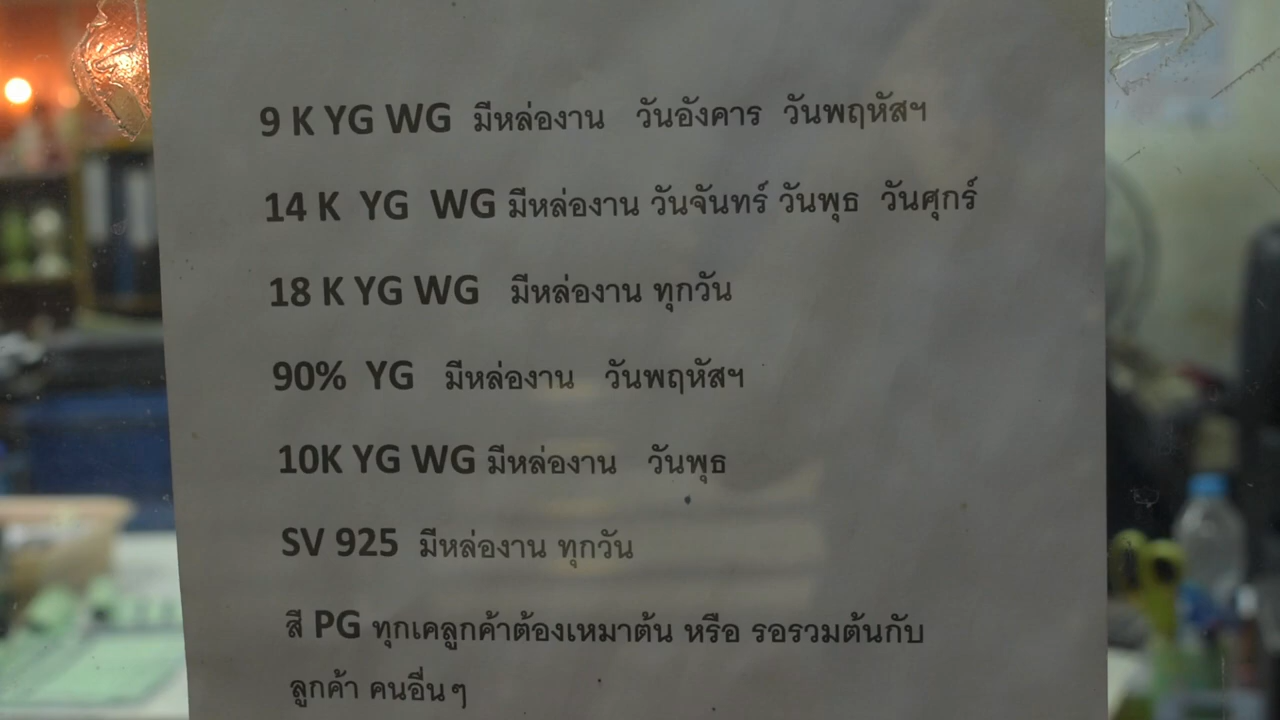 9 K YG WG มีหล่องาน วันอังคาร วันพฤหัสฯ
14 K YG WG มีหล่องาน วันจันทร์ วันพุธ วันศุกร์
18 K YG WG มีหล่องาน ทุกวัน
90% YG มีหล่องาน วันพฤหัสฯ
10K YG WG มีหล่องาน วันพุธ
SV 925 มีหล่องาน ทุกวัน
สี PG ทุกเคลูกค้าต้องเหมาต้น หรือ รอรวมต้นกับ
ลูกค้า คนอื่นๆ